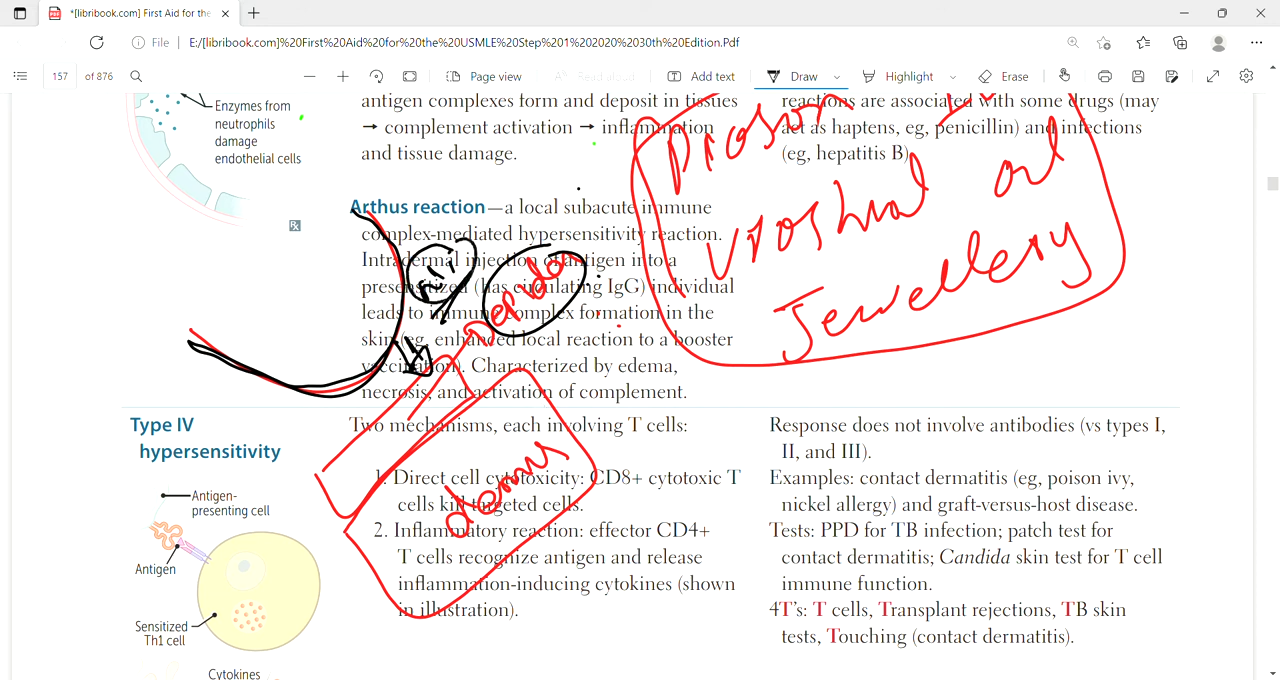 *[libribook.com] First Aid for the
File
E:/[libribook.com]%20First%20Aid%20for%20the%20USMLE%20Step%201%202020%2030th%20Edition.Pdf
157 of 876
Page view
Read aloud
Add text
Draw
Highlight
Erase
Enzymes from
neutrophils
damage
endothelial cells
antigen complexes form and deposit in tissues
→ complement activation → inflammation
and tissue damage.
reactions are associated with some drugs (may
act as haptens, eg, penicillin) and infections
(eg, hepatitis B)
Rx
Arthus reaction—a local subacute immune
complex-mediated hypersensitivity reaction.
Intradermal injection of antigen into a
presensitized (has circulating IgG) individual
leads to immune complex formation in the
skin (eg, enhanced local reaction to a booster
vaccination). Characterized by edema,
necrosis, and activation of complement.
Jewellery
Type IV
hypersensitivity
Antigen-
presenting cell
Antigen
Sensitized
Th1 cell
Cytokines
Two mechanisms, each involving T cells:
1. Direct cell cytotoxicity: CD8+ cytotoxic T
cells kill targeted cells.
2. Inflammatory reaction: effector CD4+
T cells recognize antigen and release
inflammation-inducing cytokines (shown
in illustration).
Response does not involve antibodies (vs types I,
II, and III).
Examples: contact dermatitis (eg, poison ivy,
nickel allergy) and graft-versus-host disease.
Tests: PPD for TB infection; patch test for
contact dermatitis; Candida skin test for T cell
immune function.
4T's: T cells, Transplant rejections, TB skin
tests, Touching (contact dermatitis).